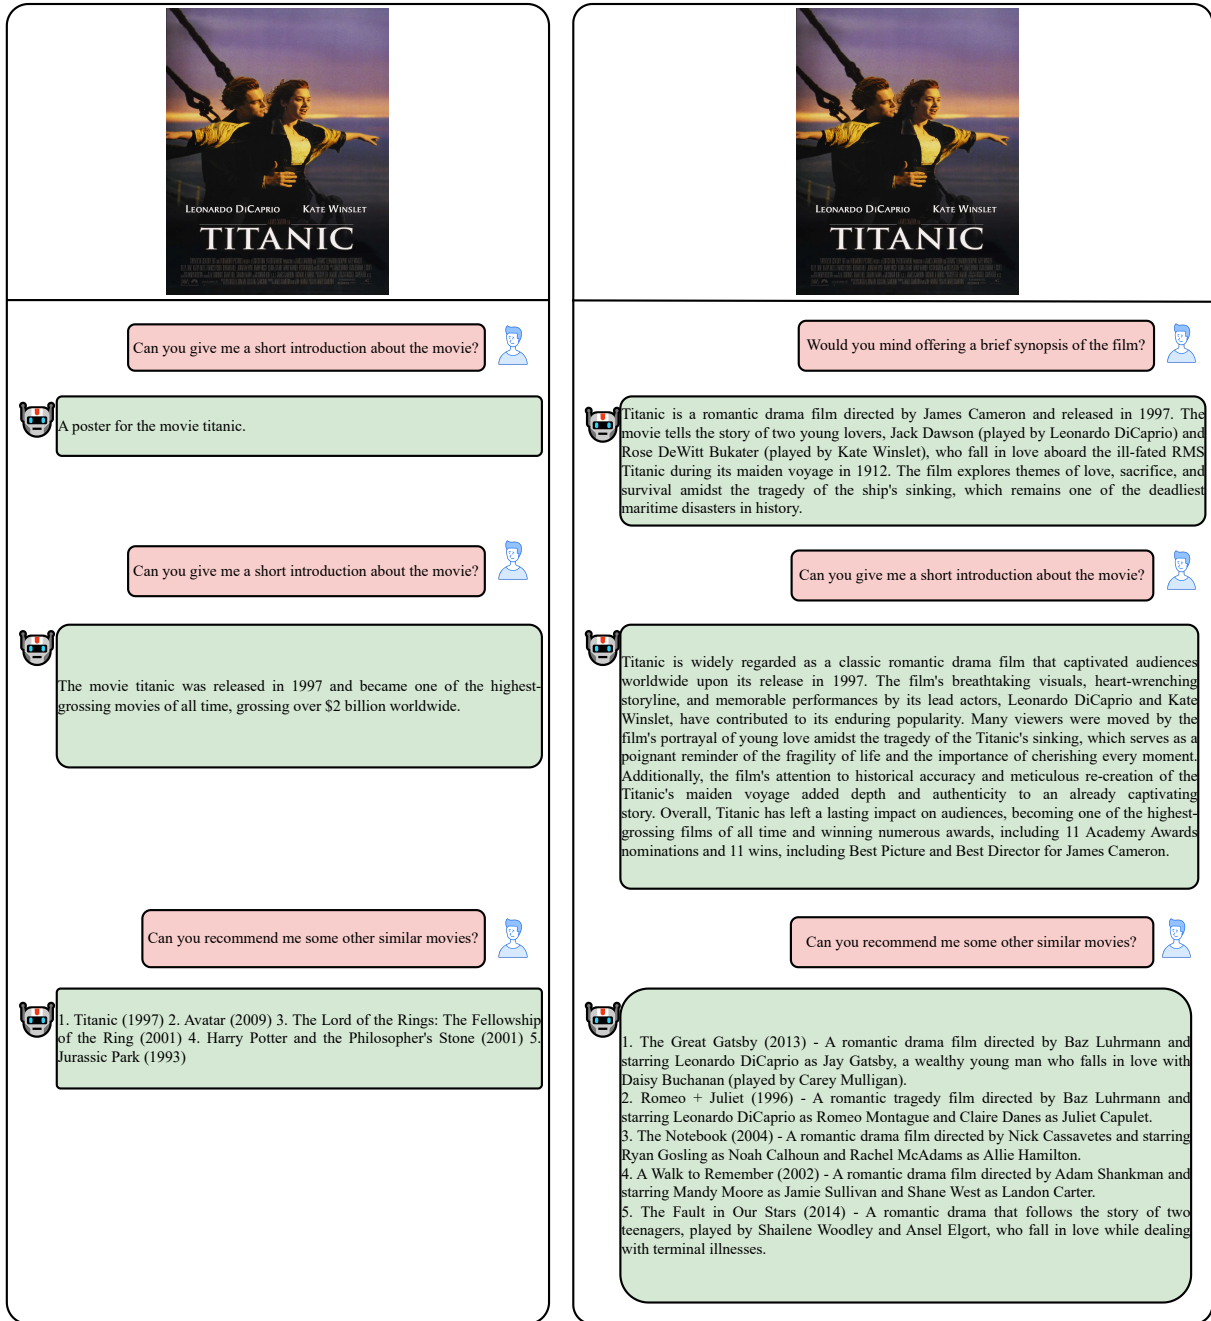 LEONARDO DICAPRIO KATE WINSLET
TITANIC
Can you give me a short introduction about the movie?
A poster for the movie titanic.
Can you give me a short introduction about the movie?
The movie titanic was released in 1997 and became one of the highest-
grossing movies of all time, grossing over $2 billion worldwide.
Can you recommend me some other similar movies?
1. Titanic (1997) 2. Avatar (2009) 3. The Lord of the Rings: The Fellowship
of the Ring (2001) 4. Harry Potter and the Philosopher's Stone (2001) 5.
Jurassic Park (1993)
LEONARDO DICAPRIO KATE WINSLET
TITANIC
Would you mind offering a brief synopsis of the film?
Titanic is a romantic drama film directed by James Cameron and released in 1997. The
movie tells the story of two young lovers, Jack Dawson (played by Leonardo DiCaprio) and
Rose DeWitt Bukater (played by Kate Winslet), who fall in love aboard the ill-fated RMS
Titanic during its maiden voyage in 1912. The film explores themes of love, sacrifice, and
survival amidst the tragedy of the ship's sinking, which remains one of the deadliest
maritime disasters in history.
Can you give me a short introduction about the movie?
Titanic is widely regarded as a classic romantic drama film that captivated audiences
worldwide upon its release in 1997. The film's breathtaking visuals, heart-wrenching
storyline, and memorable performances by its lead actors, Leonardo DiCaprio and Kate
Winslet, have contributed to its enduring popularity. Many viewers were moved by the
film's portrayal of young love amidst the tragedy of the Titanic's sinking, which serves as a
poignant reminder of the fragility of life and the importance of cherishing every moment.
Additionally, the film's attention to historical accuracy and meticulous re-creation of the
Titanic's maiden voyage added depth and authenticity to an already captivating
story. Overall, Titanic has left a lasting impact on audiences, becoming one of the highest-
grossing films of all time and winning numerous awards, including 11 Academy Awards
nominations and 11 wins, including Best Picture and Best Director for James Cameron.
Can you recommend me some other similar movies?
1. The Great Gatsby (2013) - A romantic drama film directed by Baz Luhrmann and
starring Leonardo DiCaprio as Jay Gatsby, a wealthy young man who falls in love with
Daisy Buchanan (played by Carey Mulligan).
2. Romeo + Juliet (1996) - A romantic tragedy film directed by Baz Luhrmann and
starring Leonardo DiCaprio as Romeo Montague and Claire Danes as Juliet Capulet.
3. The Notebook (2004) - A romantic drama film directed by Nick Cassavetes and starring
Ryan Gosling as Noah Calhoun and Rachel McAdams as Allie Hamilton.
4. A Walk to Remember (2002) - A romantic drama film directed by Adam Shankman and
starring Mandy Moore as Jamie Sullivan and Shane West as Landon Carter.
5. The Fault in Our Stars (2014) - A romantic drama that follows the story of two
teenagers, played by Shailene Woodley and Ansel Elgort, who fall in love while dealing
with terminal illnesses.